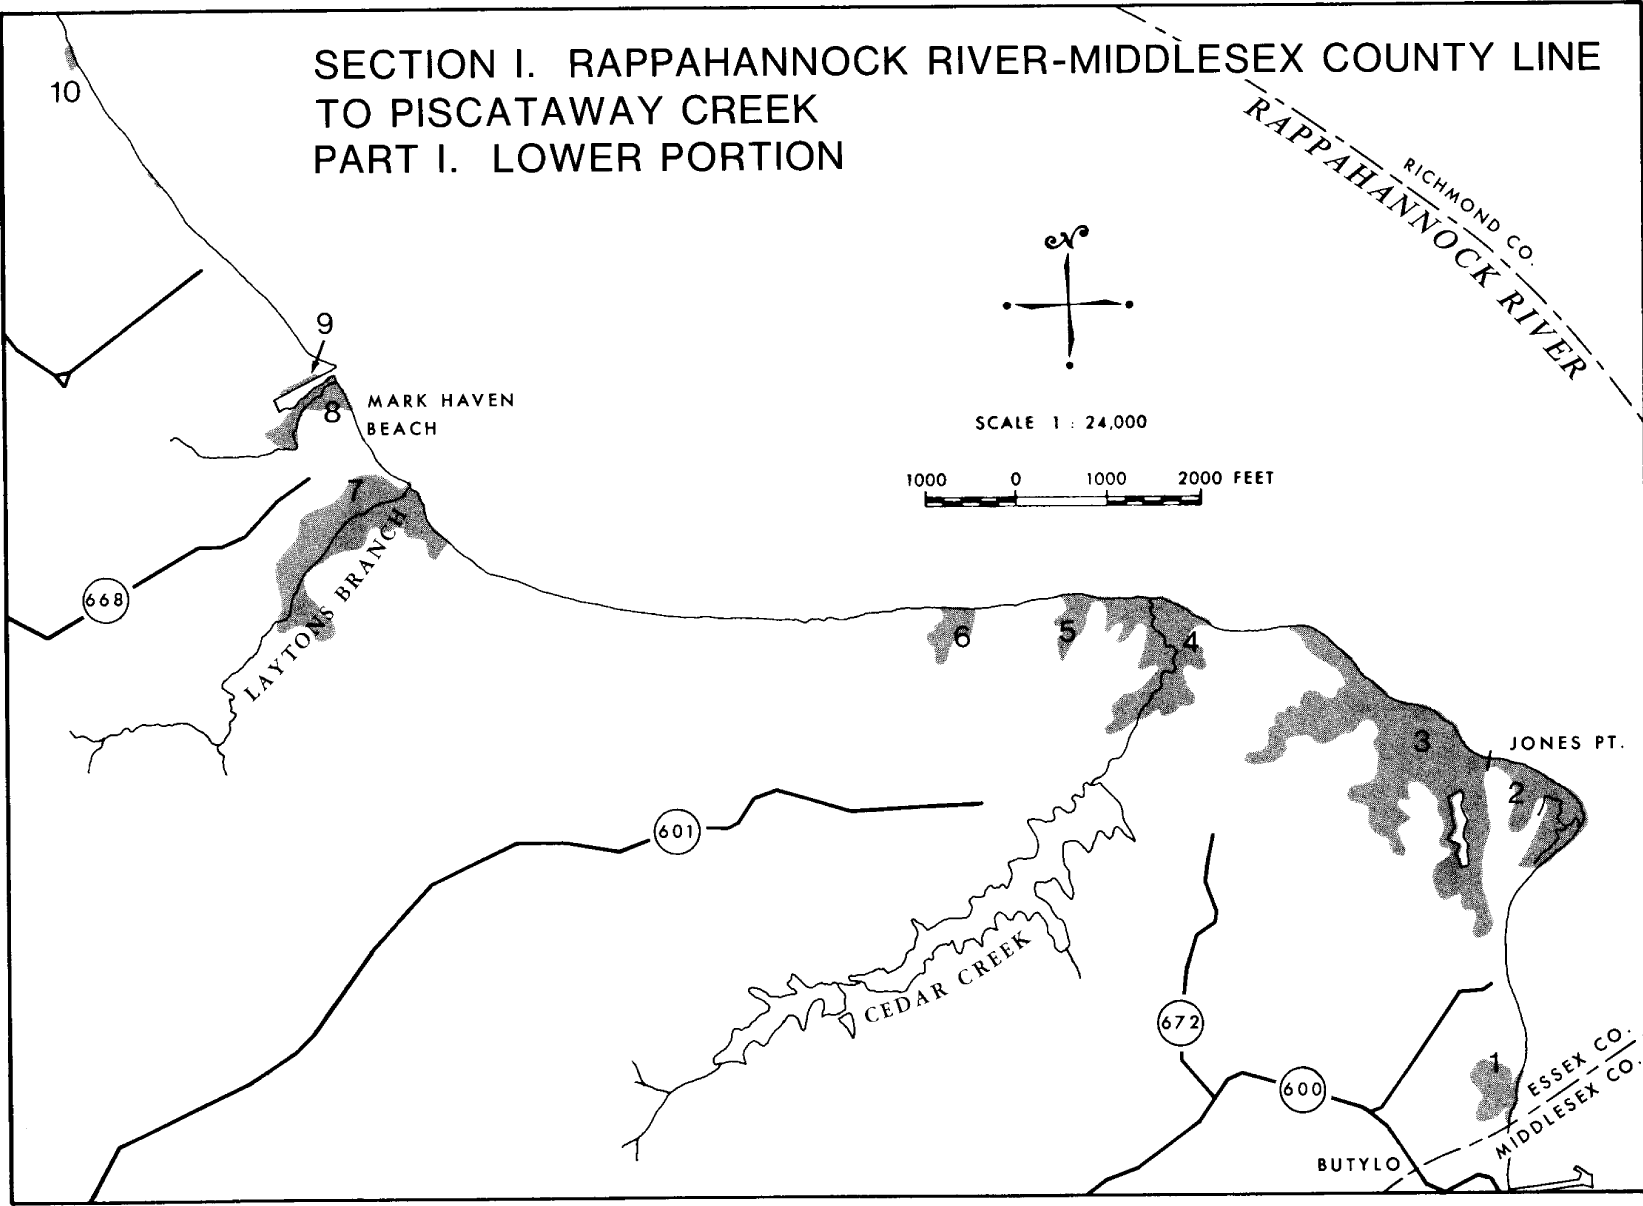 SECTION I. RAPPAHANNOCK RIVER-MIDDLESEX COUNTY LINE
TO PISCATAWAY CREEK
PART I. LOWER PORTION
10
RICHMOND CO.
RAPPAHANNOCK RIVER
N
9
8
MARK HAVEN
BEACH
SCALE 1 : 24,000
1000 0 1000 2000 FEET
7
LAYTONS BRANCH
668
6
5
4
3
JONES PT.
2
601
CEDAR CREEK
672
1
ESSEX CO.
MIDDLESEX CO.
600
BUTYLO